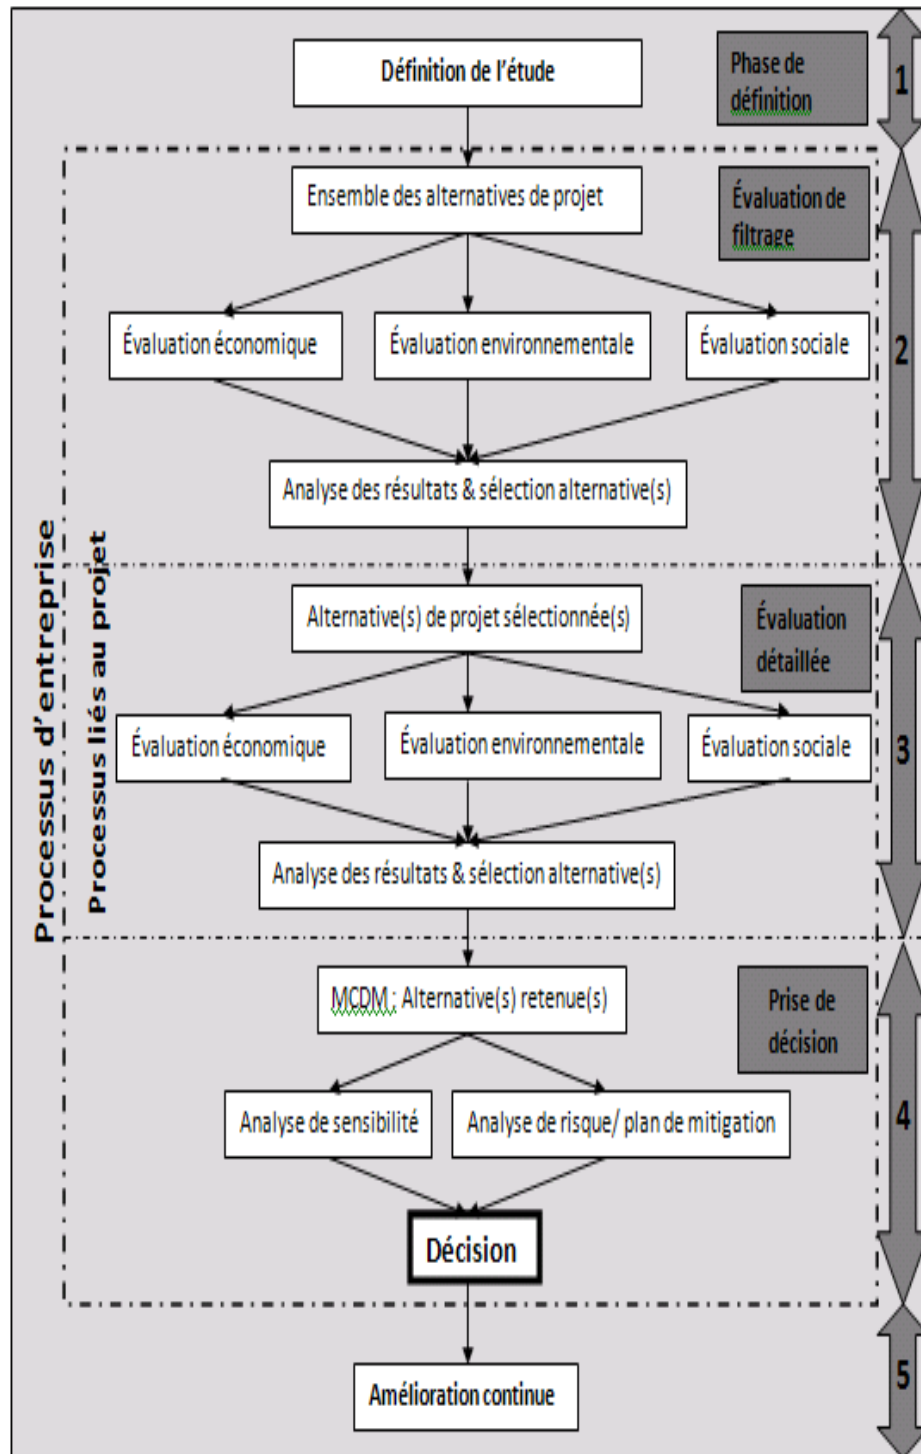 Définition de l'étude
Phase de
définition
1
Ensemble des alternatives de projet
Évaluation de
filtrage
Évaluation économique
Évaluation environnementale
Évaluation sociale
2
Analyse des résultats & sélection alternative(s)
Processus d'entreprise
Processus liés au projet
Alternative(s) de projet sélectionnée(s)
Évaluation
détaillée
Évaluation économique
Évaluation environnementale
Évaluation sociale
3
Analyse des résultats & sélection alternative(s)
MCDM : Alternative(s) retenue(s)
Prise de
décision
Analyse de sensibilité
Analyse de risque/ plan de mitigation
4
Décision
Amélioration continue
5